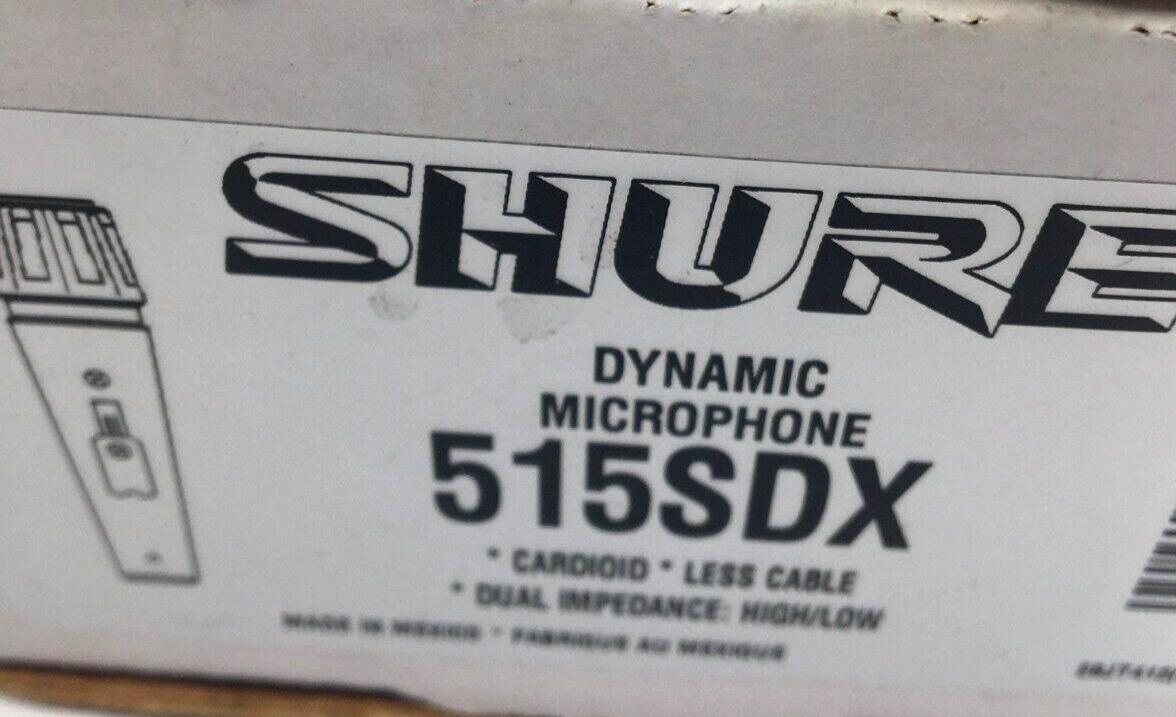 SHURE
DYNAMIC
MICROPHONE
515SDX
* CARDIOID * LESS CABLE
* DUAL IMPEDANCE: HIGH/LOW
MADE IN MEXICO * FABRIQUE AU MEXIQUE